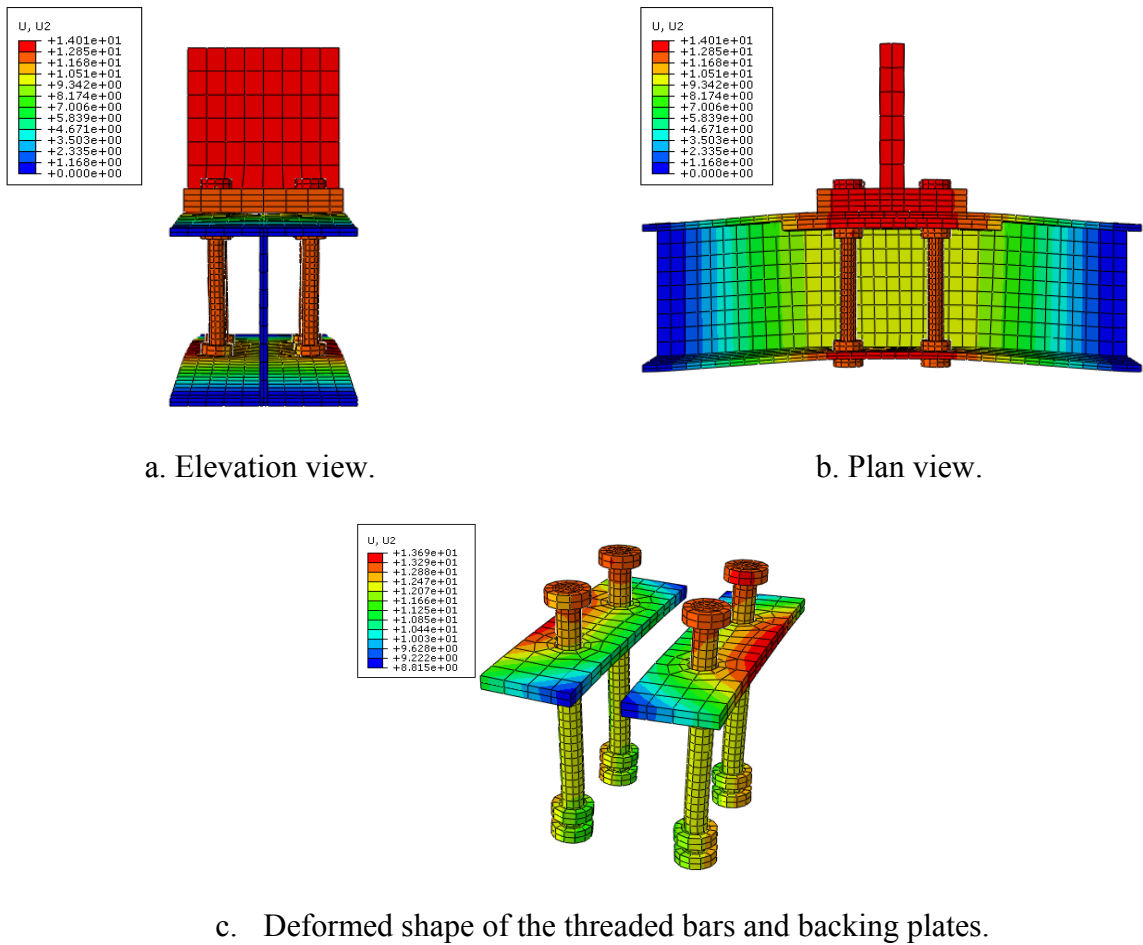 U, U2
+1.401e+01
+1.285e+01
+1.168e+01
+1.051e+01
+9.342e+00
+8.174e+00
+7.006e+00
+5.839e+00
+4.671e+00
+3.503e+00
+2.335e+00
+1.168e+00
+0.000e+00
U, U2
+1.401e+01
+1.285e+01
+1.168e+01
+1.051e+01
+9.342e+00
+8.174e+00
+7.006e+00
+5.839e+00
+4.671e+00
+3.503e+00
+2.335e+00
+1.168e+00
+0.000e+00
a. Elevation view.
b. Plan view.
U, U2
+1.369e+01
+1.329e+01
+1.288e+01
+1.247e+01
+1.207e+01
+1.166e+01
+1.125e+01
+1.085e+01
+1.044e+01
+1.003e+01
+9.628e+00
+9.222e+00
+8.815e+00
c. Deformed shape of the threaded bars and backing plates.